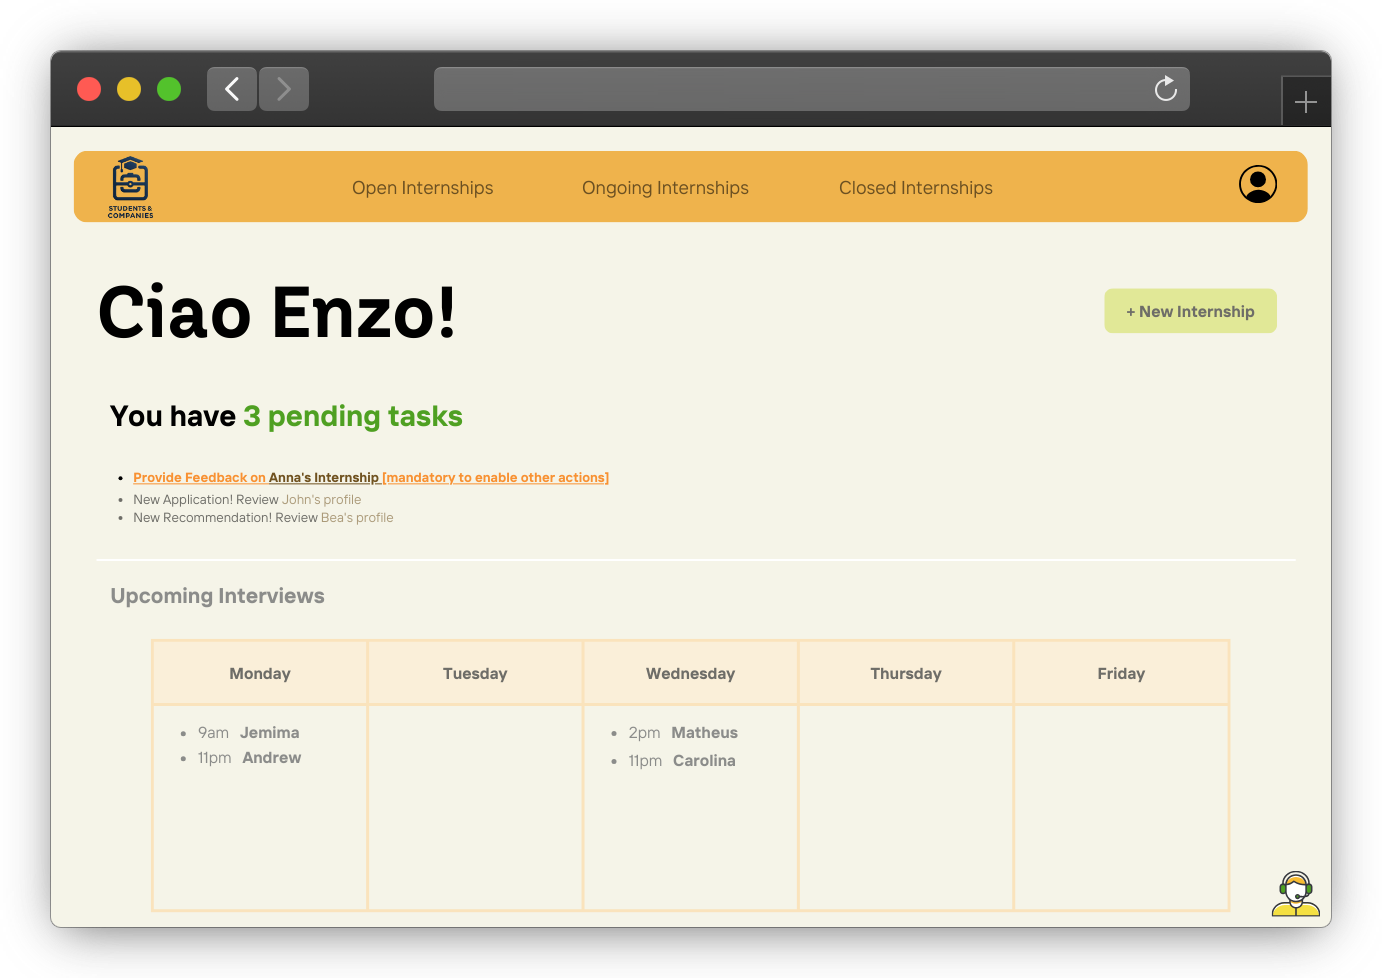 STUDENTS &
COMPANIES
Open Internships
Ongoing Internships
Closed Internships
Ciao Enzo!
+ New Internship
You have 3 pending tasks
• Provide Feedback on Anna's Internship [mandatory to enable other actions]
• New Application! Review John's profile
• New Recommendation! Review Bea's profile
Upcoming Interviews
Monday
Tuesday
Wednesday
Thursday
Friday
• 9am Jemima
• 11pm Andrew
• 2pm Matheus
• 11pm Carolina